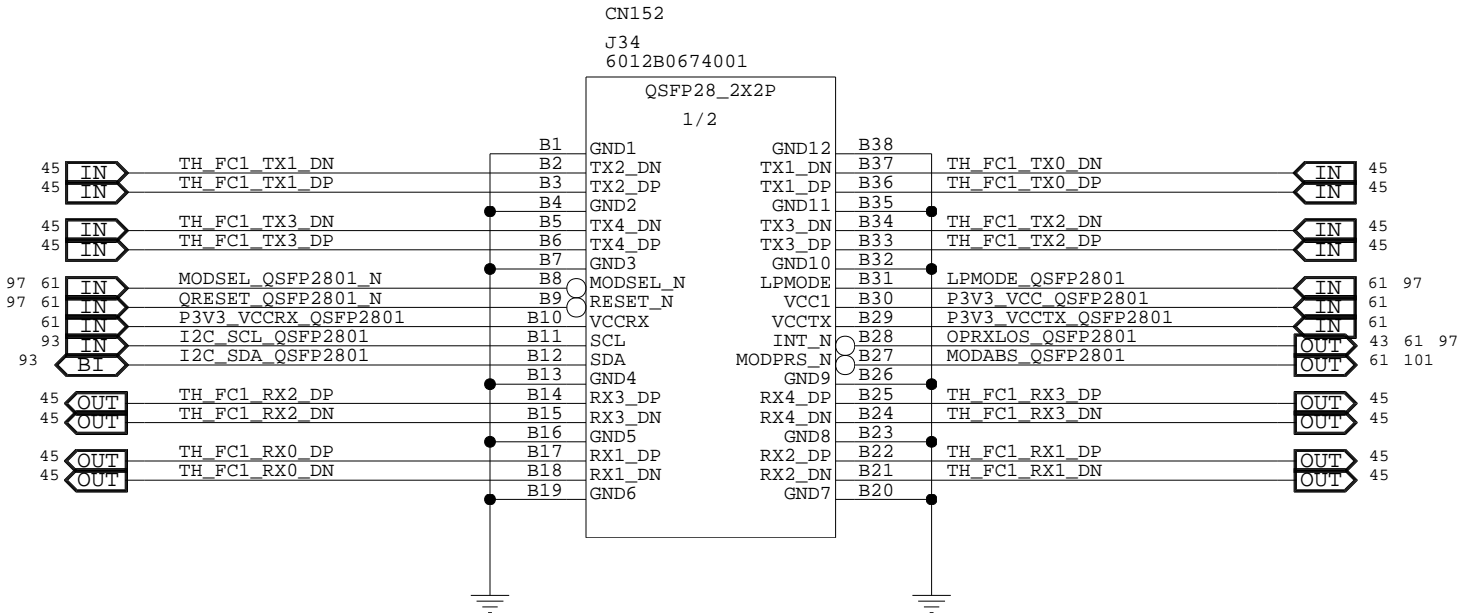 CN152
J34
6012B0674001
QSFP28_2X2P
1/2
B1 GND1 GND12 B38
45 IN TH_FC1_TX1_DN B2 TX2_DN TX1_DN B37 TH_FC1_TX0_DN IN 45
45 IN TH_FC1_TX1_DP B3 TX2_DP TX1_DP B36 TH_FC1_TX0_DP IN 45
B4 GND2 GND11 B35
45 IN TH_FC1_TX3_DN B5 TX4_DN TX3_DN B34 TH_FC1_TX2_DN IN 45
45 IN TH_FC1_TX3_DP B6 TX4_DP TX3_DP B33 TH_FC1_TX2_DP IN 45
B7 GND3 GND10 B32
97 61 IN MODSEL_QSFP2801_N B8 MODSEL_N LPMODE B31 LPMODE_QSFP2801 IN 61 97
97 61 IN QRESET_QSFP2801_N B9 RESET_N VCC1 B30 P3V3_VCC_QSFP2801 IN 61
61 IN P3V3_VCCRX_QSFP2801 B10 VCCRX VCCTX B29 P3V3_VCCTX_QSFP2801 IN 61
93 IN I2C_SCL_QSFP2801 B11 SCL INT_N B28 OPRXLOS_QSFP2801 OUT 43 61 97
93 BI I2C_SDA_QSFP2801 B12 SDA MODPRS_N B27 MODABS_QSFP2801 OUT 61 101
B13 GND4 GND9 B26
45 OUT TH_FC1_RX2_DP B14 RX3_DP RX4_DP B25 TH_FC1_RX3_DP OUT 45
45 OUT TH_FC1_RX2_DN B15 RX3_DN RX4_DN B24 TH_FC1_RX3_DN OUT 45
B16 GND5 GND8 B23
45 OUT TH_FC1_RX0_DP B17 RX1_DP RX2_DP B22 TH_FC1_RX1_DP OUT 45
45 OUT TH_FC1_RX0_DN B18 RX1_DN RX2_DN B21 TH_FC1_RX1_DN OUT 45
B19 GND6 GND7 B20